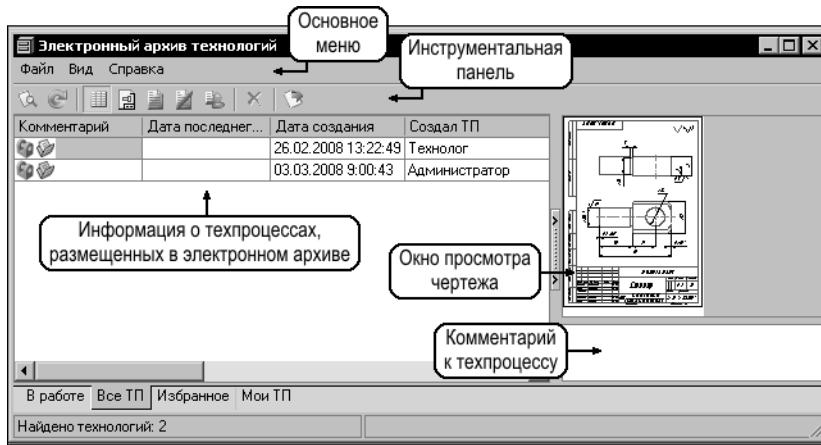 Основное
меню
Электронный архив технологий
Инструментальная
панель
Файл Вид Справка
Комментарий Дата последнег... Дата создания Создал ТП
26.02.2008 13:22:49 Технолог
03.03.2008 9:00:43 Администратор
Информация о техпроцессах,
размещенных в электронном архиве
Окно просмотра
чертежа
Комментарий
к техпроцессу
В работе Все ТП Избранное Мои ТП
Найдено технологий: 2